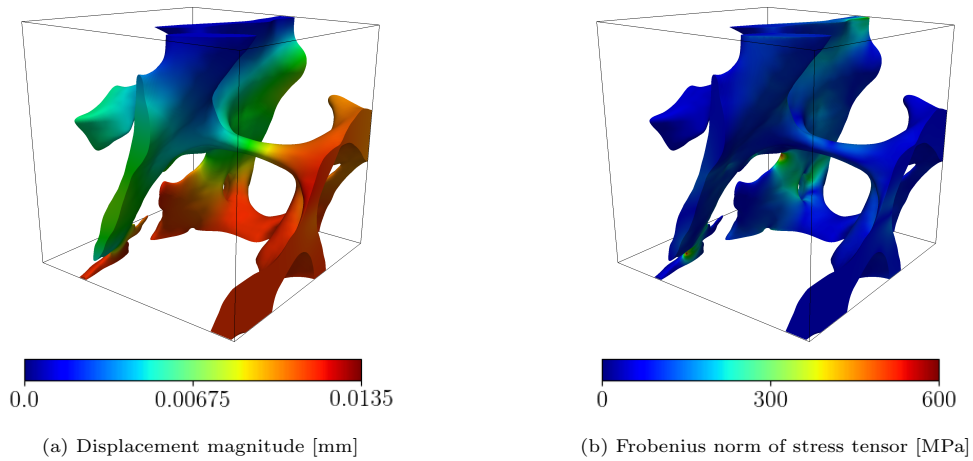 0.0 0.00675 0.0135
0 300 600
(a) Displacement magnitude [mm]
(b) Frobenius norm of stress tensor [MPa]